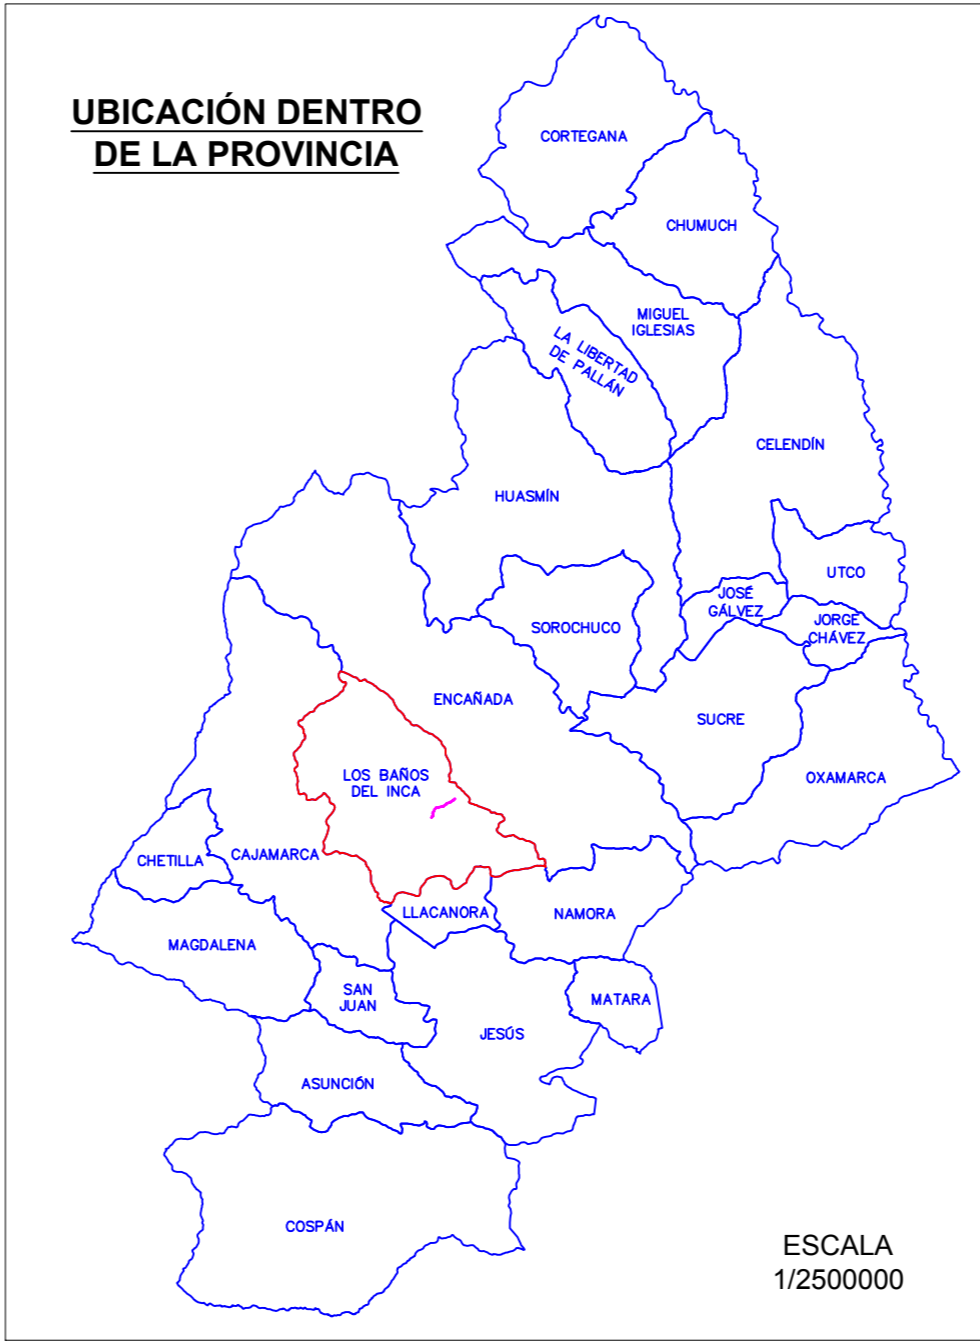 UBICACIÓN DENTRO
DE LA PROVINCIA
CORTEGANA
CHUMUCH
MIGUEL
IGLESIAS
LA LIBERTAD
DE PALLÁN
CELENDÍN
HUASMÍN
UTCO
JOSÉ
GÁLVEZ
JORGE
CHÁVEZ
SOROCHUCO
ENCAÑADA
SUCRE
OXAMARCA
LOS BAÑOS
DEL INCA
CHETILLA
CAJAMARCA
LLACANORA
NAMORA
MAGDALENA
SAN
JUAN
MATARA
JESÚS
ASUNCIÓN
COSPÁN
ESCALA
1/2500000